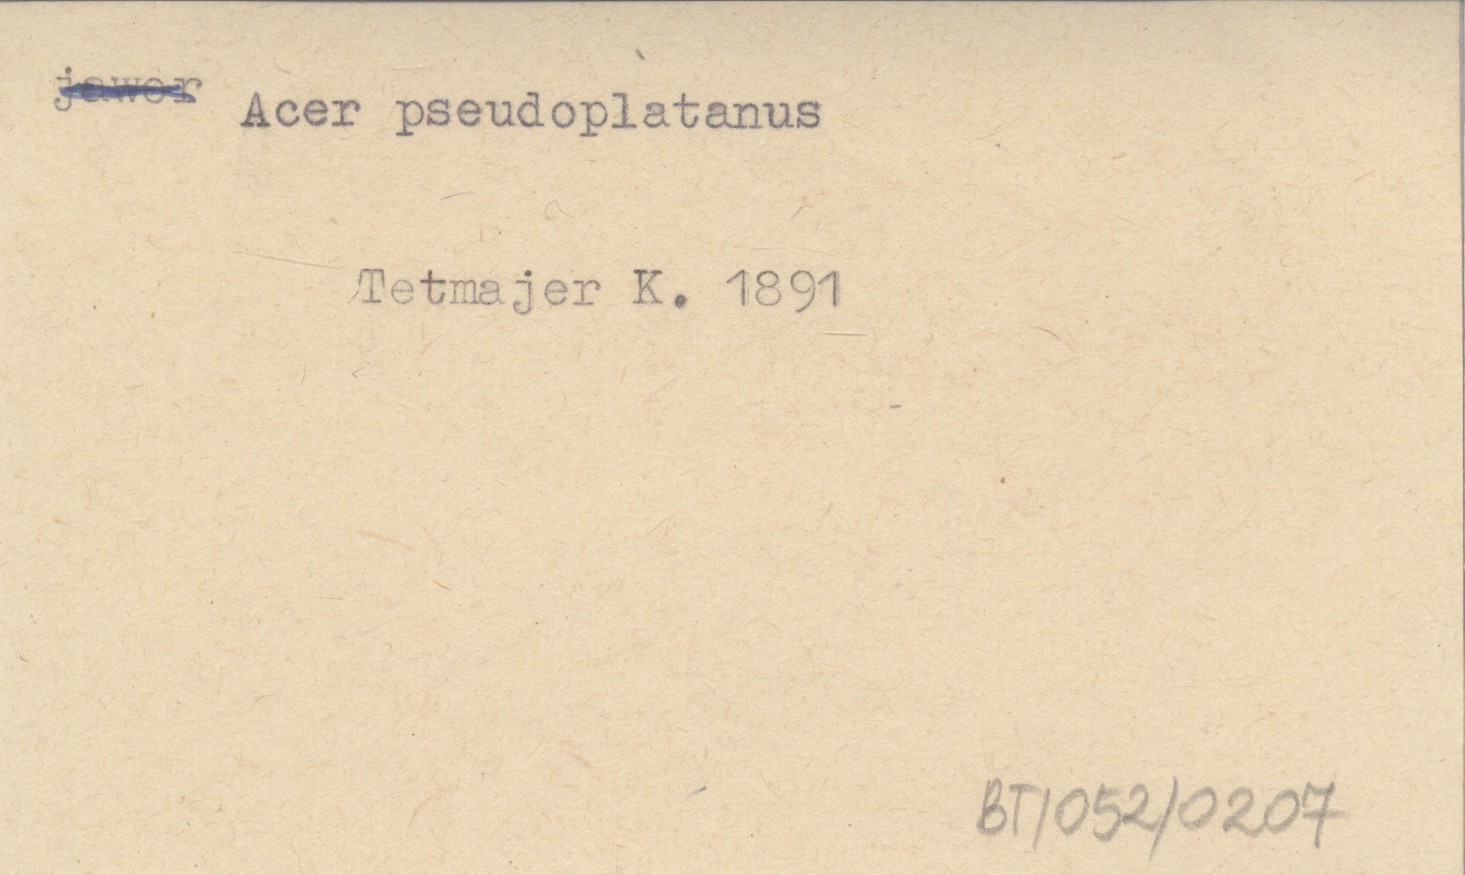 jawor Acer pseudoplatanus
Tetmajer K. 1891
BT/052/0207